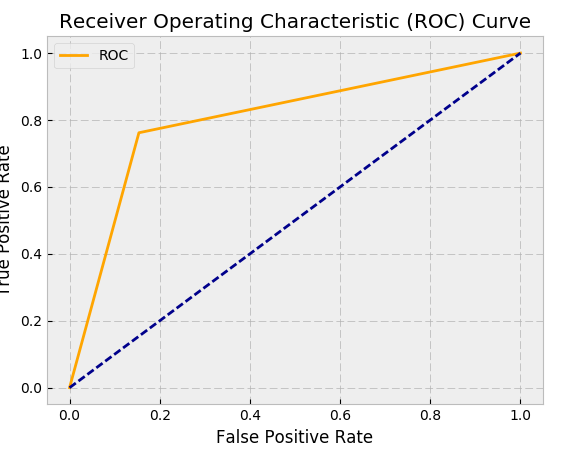 Receiver Operating Characteristic (ROC) Curve
ROC
True Positive Rate
1.0
0.8
0.6
0.4
0.2
0.0
0.0 0.2 0.4 0.6 0.8 1.0
False Positive Rate